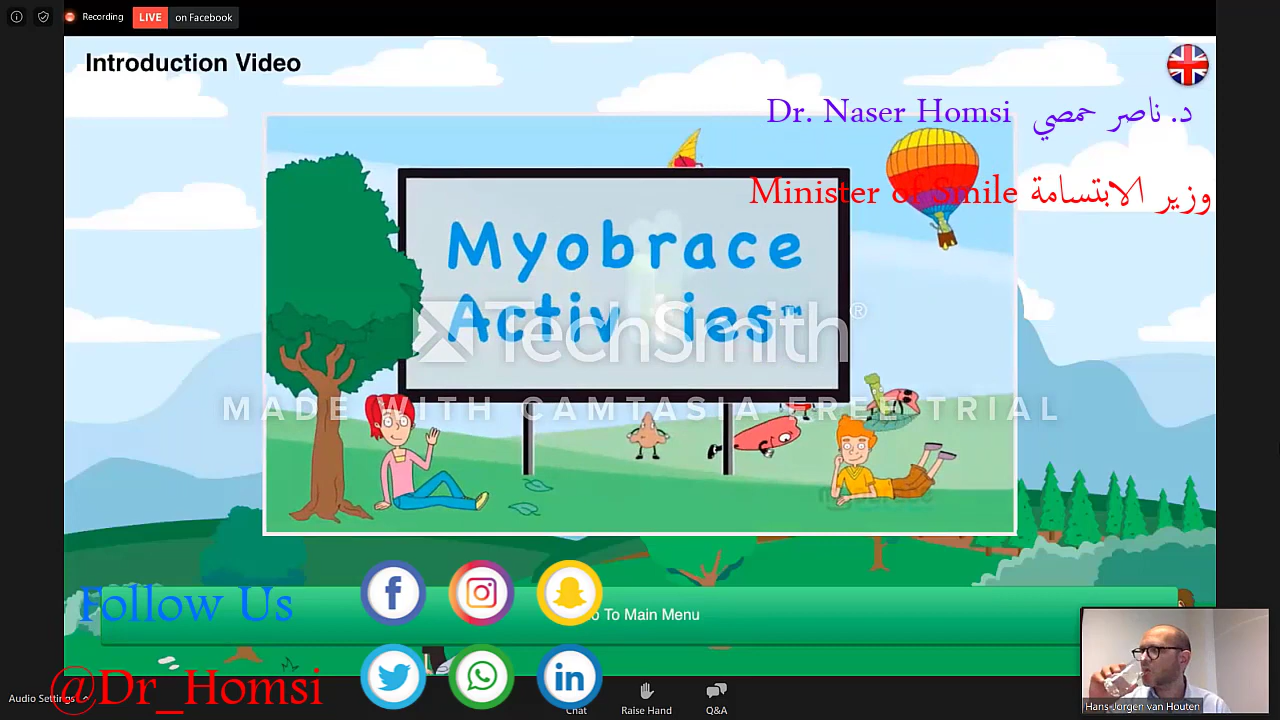 Recording LIVE on Facebook
Introduction Video
Dr. Naser Homsi د. ناصر حمصي
Minister of Smile وزير الابتسامة
Myobrace
Activities™
TechSmith®
MADE WITH CAMTASIA FREE TRIAL
Follow Us
To Main Menu
@Dr_Homsi
Audio Settings
Chat
Raise Hand
Q&A
Hans-Jorgen van Houten